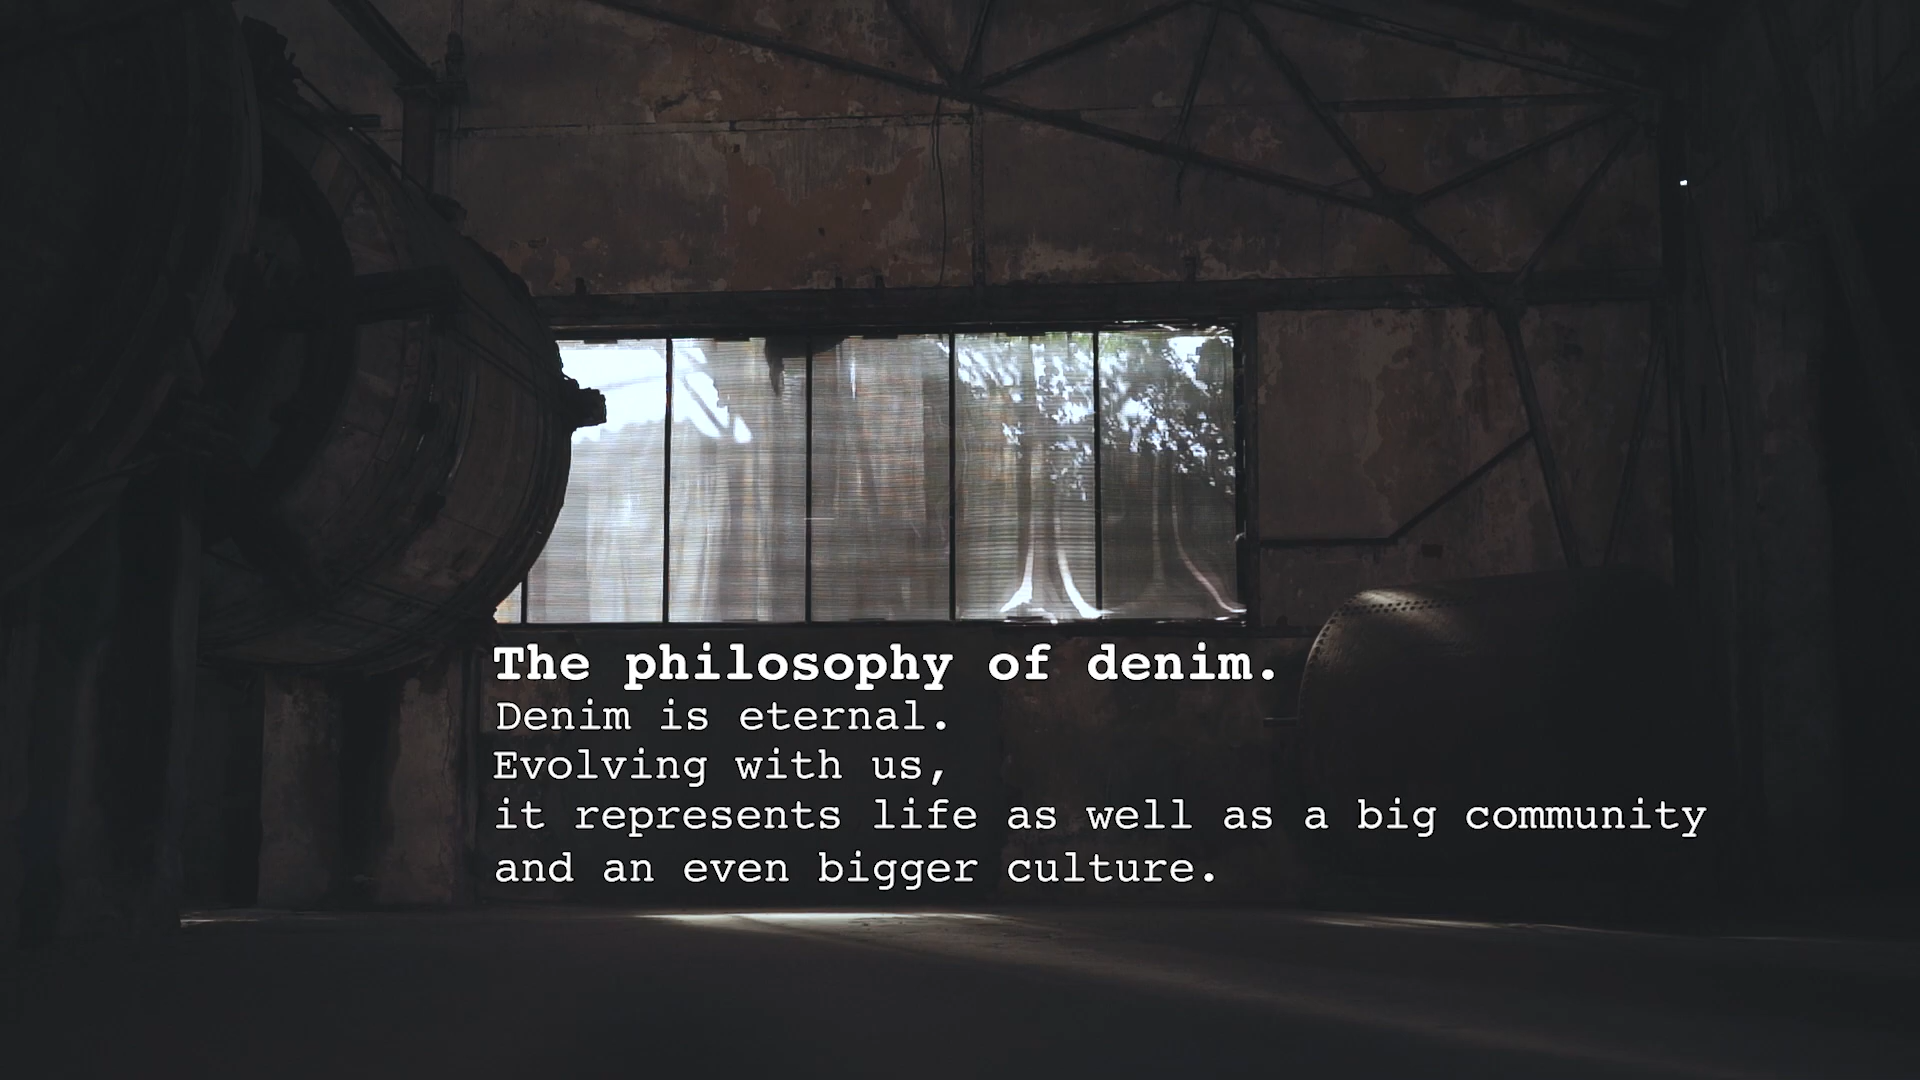 The philosophy of denim.
Denim is eternal.
Evolving with us,
it represents life as well as a big community
and an even bigger culture.